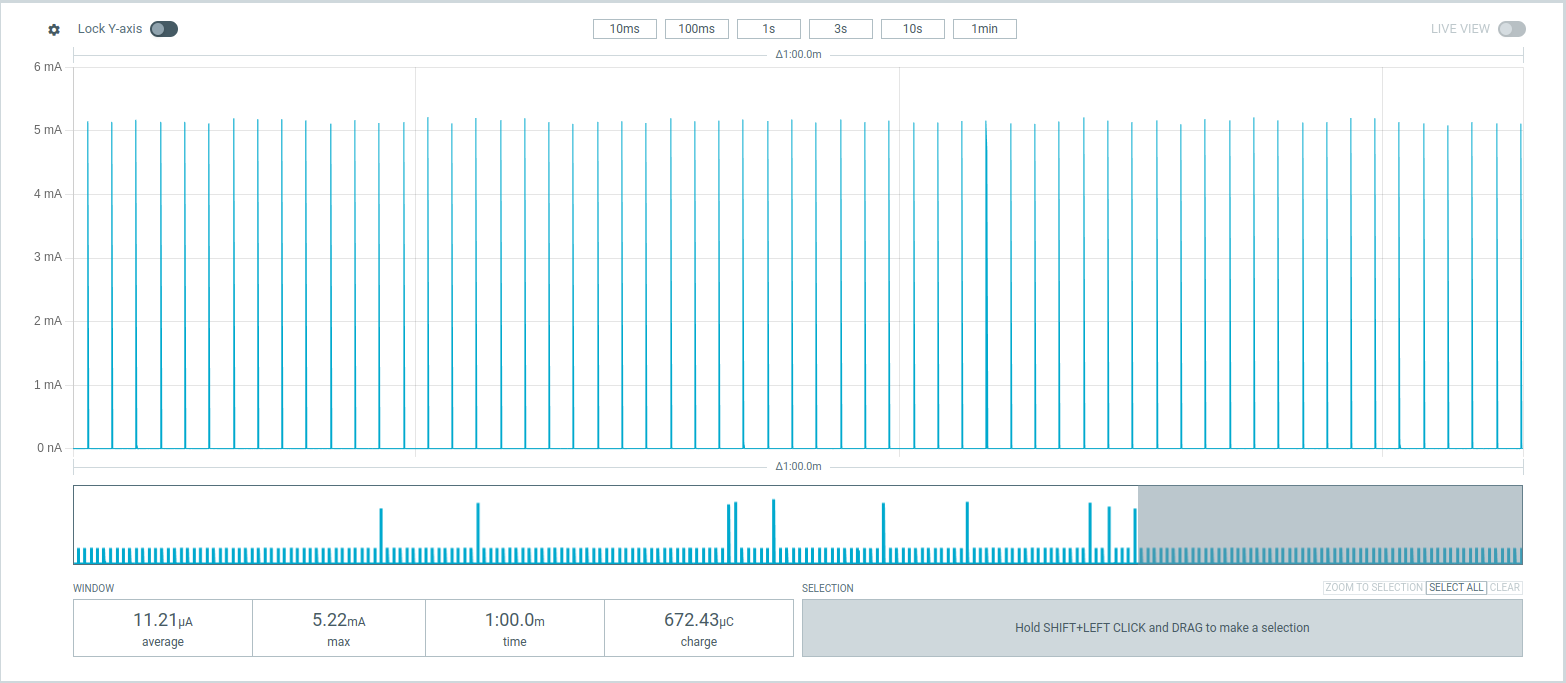 Lock Y-axis 10ms 100ms 1s 3s 10s 1min LIVE VIEW
Δ1:00.0m
6 mA
5 mA
4 mA
3 mA
2 mA
1 mA
0 nA
Δ1:00.0m
WINDOW SELECTION ZOOM TO SELECTION SELECT ALL CLEAR
11.21μA 5.22mA 1:00.0m 672.43μC
average max time charge
Hold SHIFT+LEFT CLICK and DRAG to make a selection